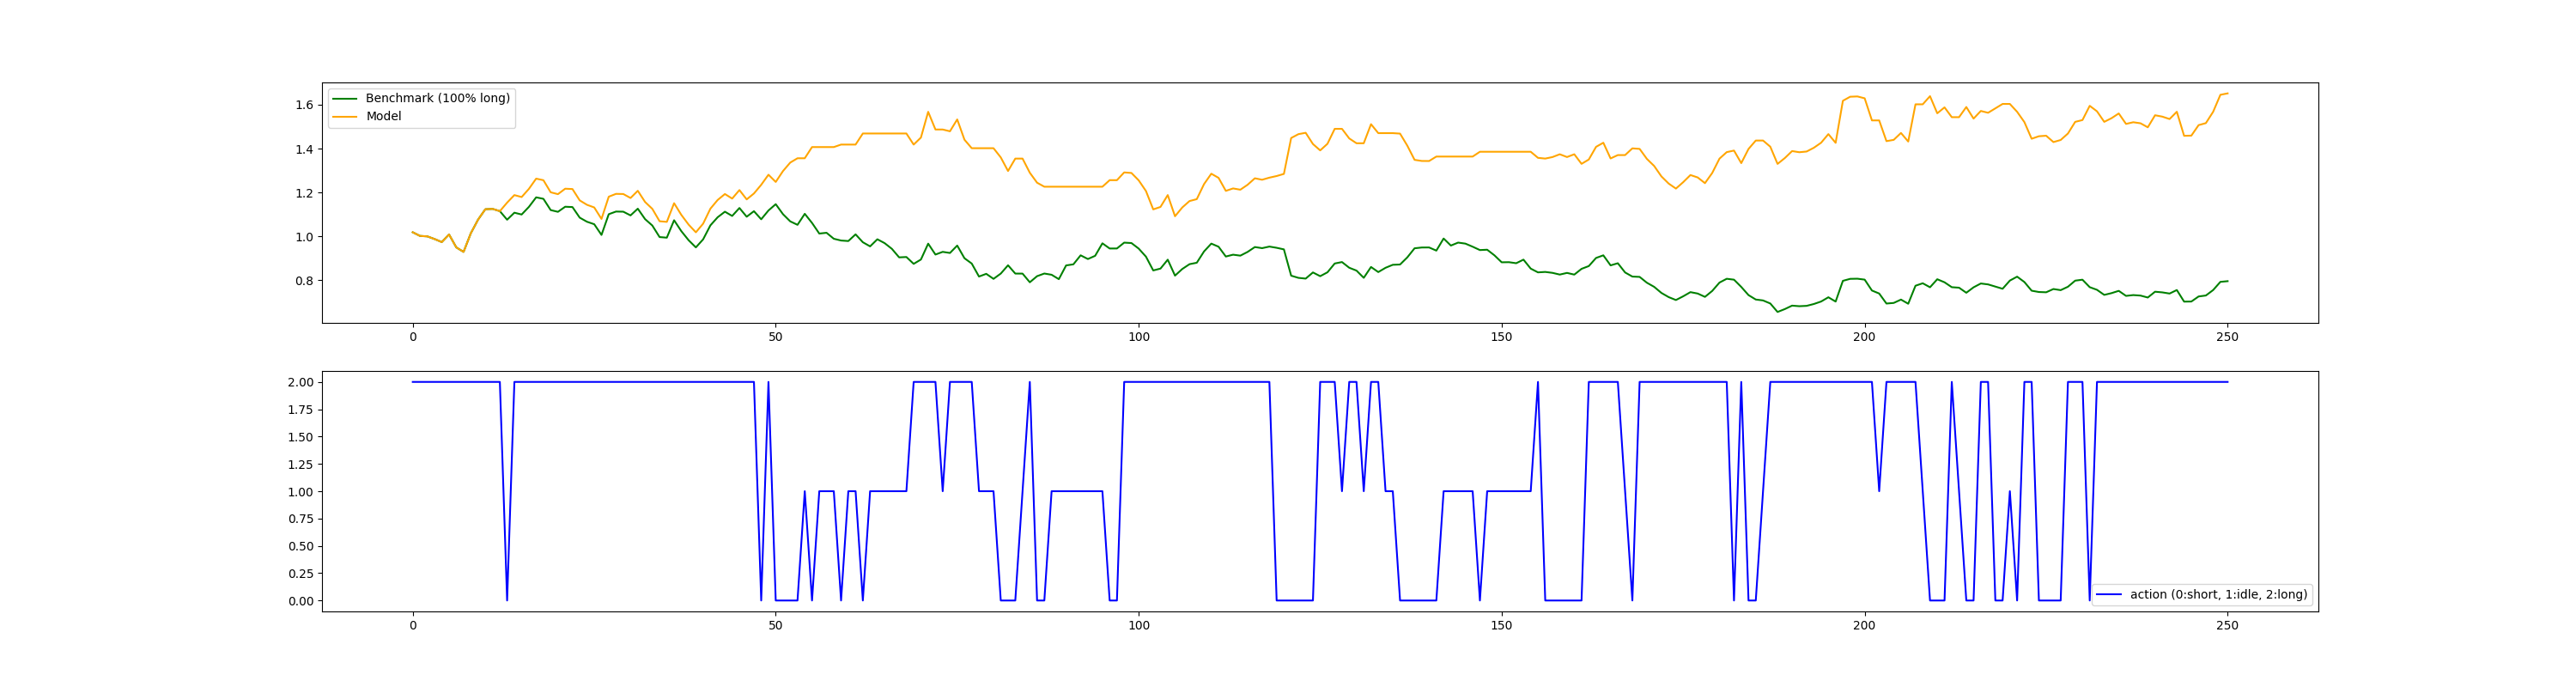 Benchmark (100% long)
Model
1.6
1.4
1.2
1.0
0.8
0 50 100 150 200 250
2.00
1.75
1.50
1.25
1.00
0.75
0.50
0.25
0.00
action (0:short, 1:idle, 2:long)
0 50 100 150 200 250